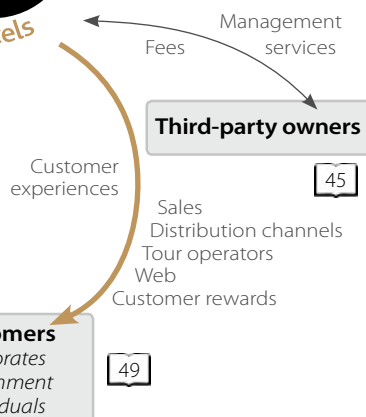 els
Management
Fees services
Third-party owners
45
Customer
experiences
Sales
Distribution channels
Tour operators
Web
Customer rewards
omers
orates
nment
duals
49